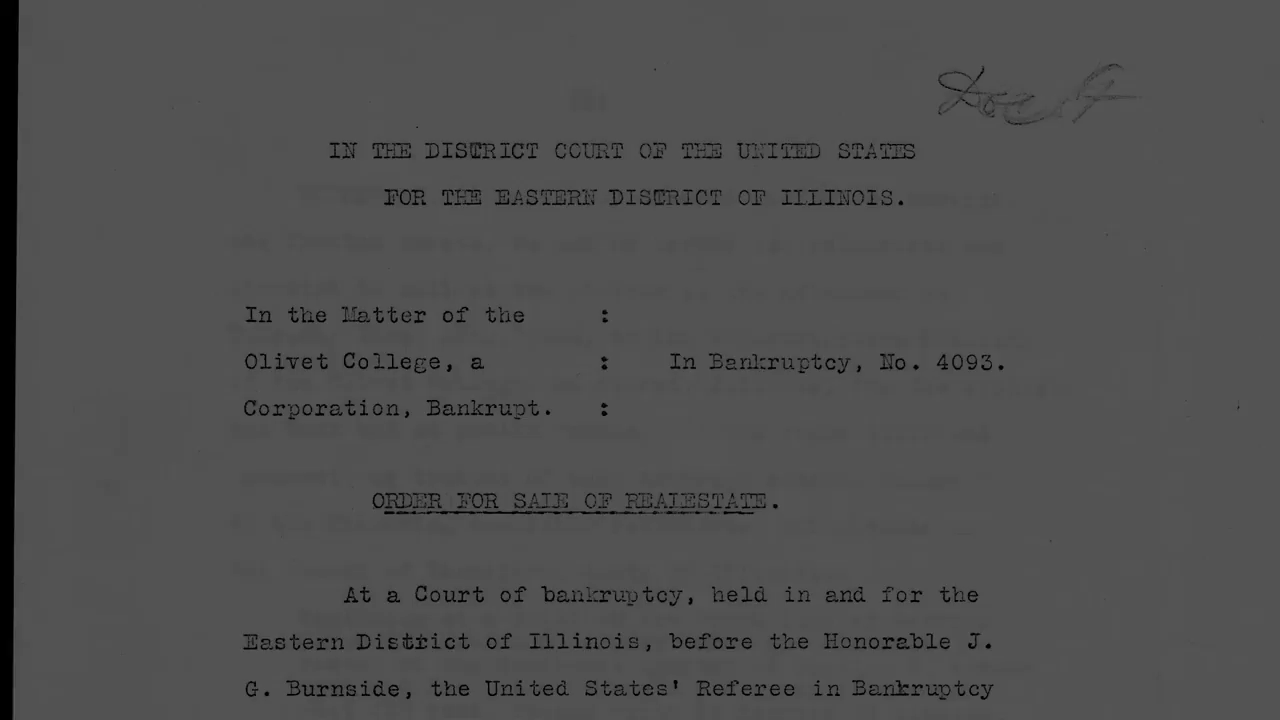 IN THE DISTRICT COURT OF THE UNITED STATES
FOR THE EASTERN DISTRICT OF ILLINOIS.
In the Matter of the :
Olivet College, a : In Bankruptcy, No. 4093.
Corporation, Bankrupt. :
ORDER FOR SALE OF REALESTATE.
At a Court of bankruptcy, held in and for the
Eastern District of Illinois, before the Honorable J.
G. Burnside, the United States' Referee in Bankruptcy